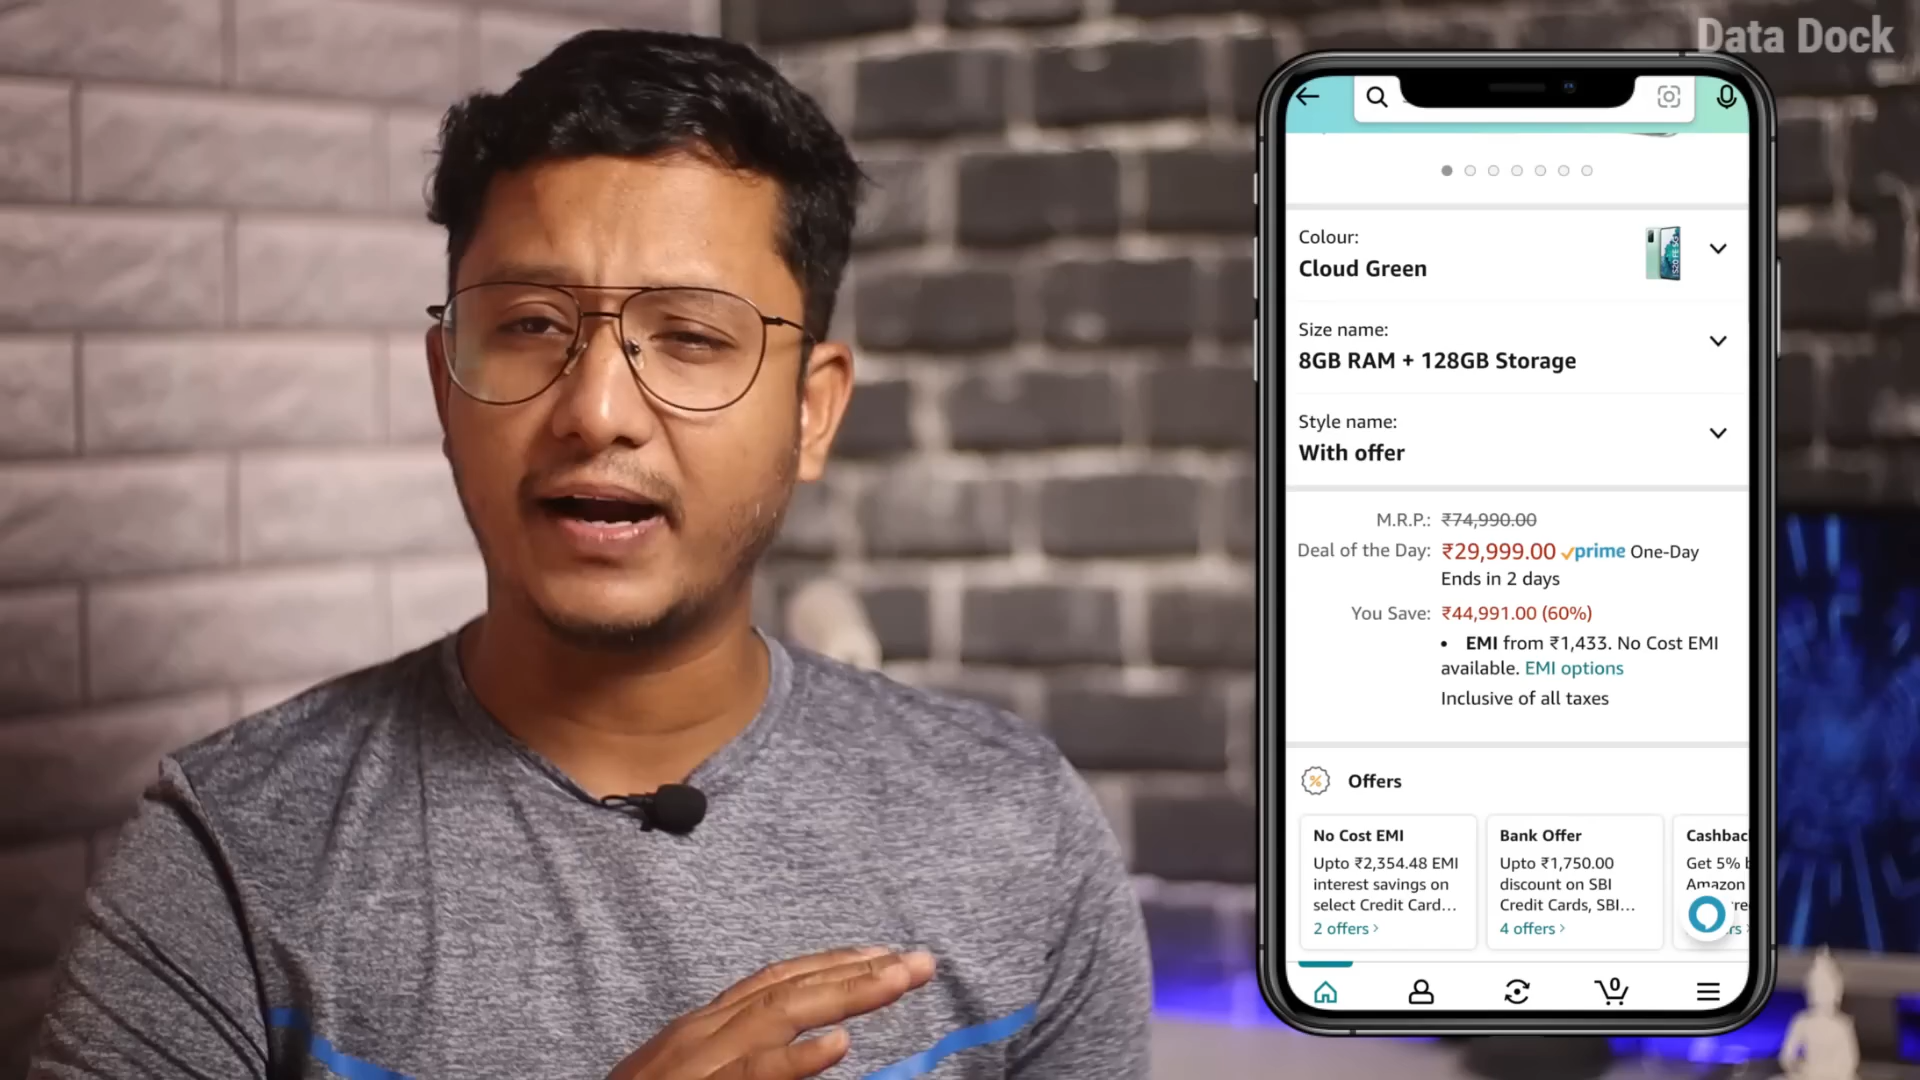 Data Dock
Colour:
Cloud Green
S20 FE 5G
Size name:
8GB RAM + 128GB Storage
Style name:
With offer
M.R.P.: ₹74,990.00
Deal of the Day: ₹29,999.00 prime One-Day
Ends in 2 days
You Save: ₹44,991.00 (60%)
• EMI from ₹1,433. No Cost EMI
available. EMI options
Inclusive of all taxes
% Offers
No Cost EMI
Upto ₹2,354.48 EMI
interest savings on
select Credit Card...
2 offers ›
Bank Offer
Upto ₹1,750.00
discount on SBI
Credit Cards, SBI...
4 offers ›
Cashbac
Get 5% b
Amazon
0